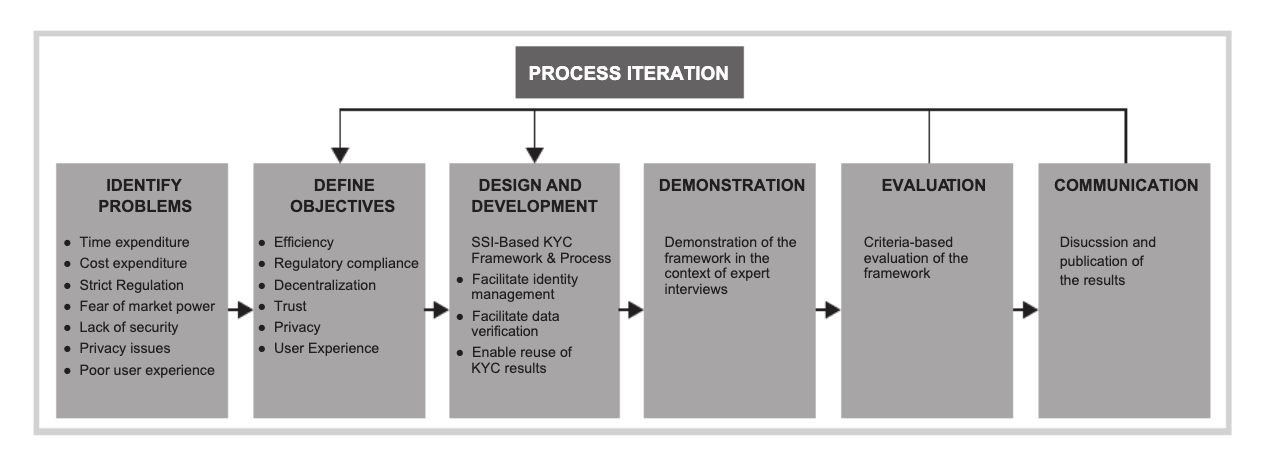 PROCESS ITERATION
IDENTIFY
PROBLEMS
● Time expenditure
● Cost expenditure
● Strict Regulation
● Fear of market power
● Lack of security
● Privacy issues
● Poor user experience
DEFINE
OBJECTIVES
● Efficiency
● Regulatory compliance
● Decentralization
● Trust
● Privacy
● User Experience
DESIGN AND
DEVELOPMENT
SSI-Based KYC
Framework & Process
● Facilitate identity
management
● Facilitate data
verification
● Enable reuse of
KYC results
DEMONSTRATION
Demonstration of the
framework in the
context of expert
interviews
EVALUATION
Criteria-based
evaluation of the
framework
COMMUNICATION
Disucssion and
publication of
the results